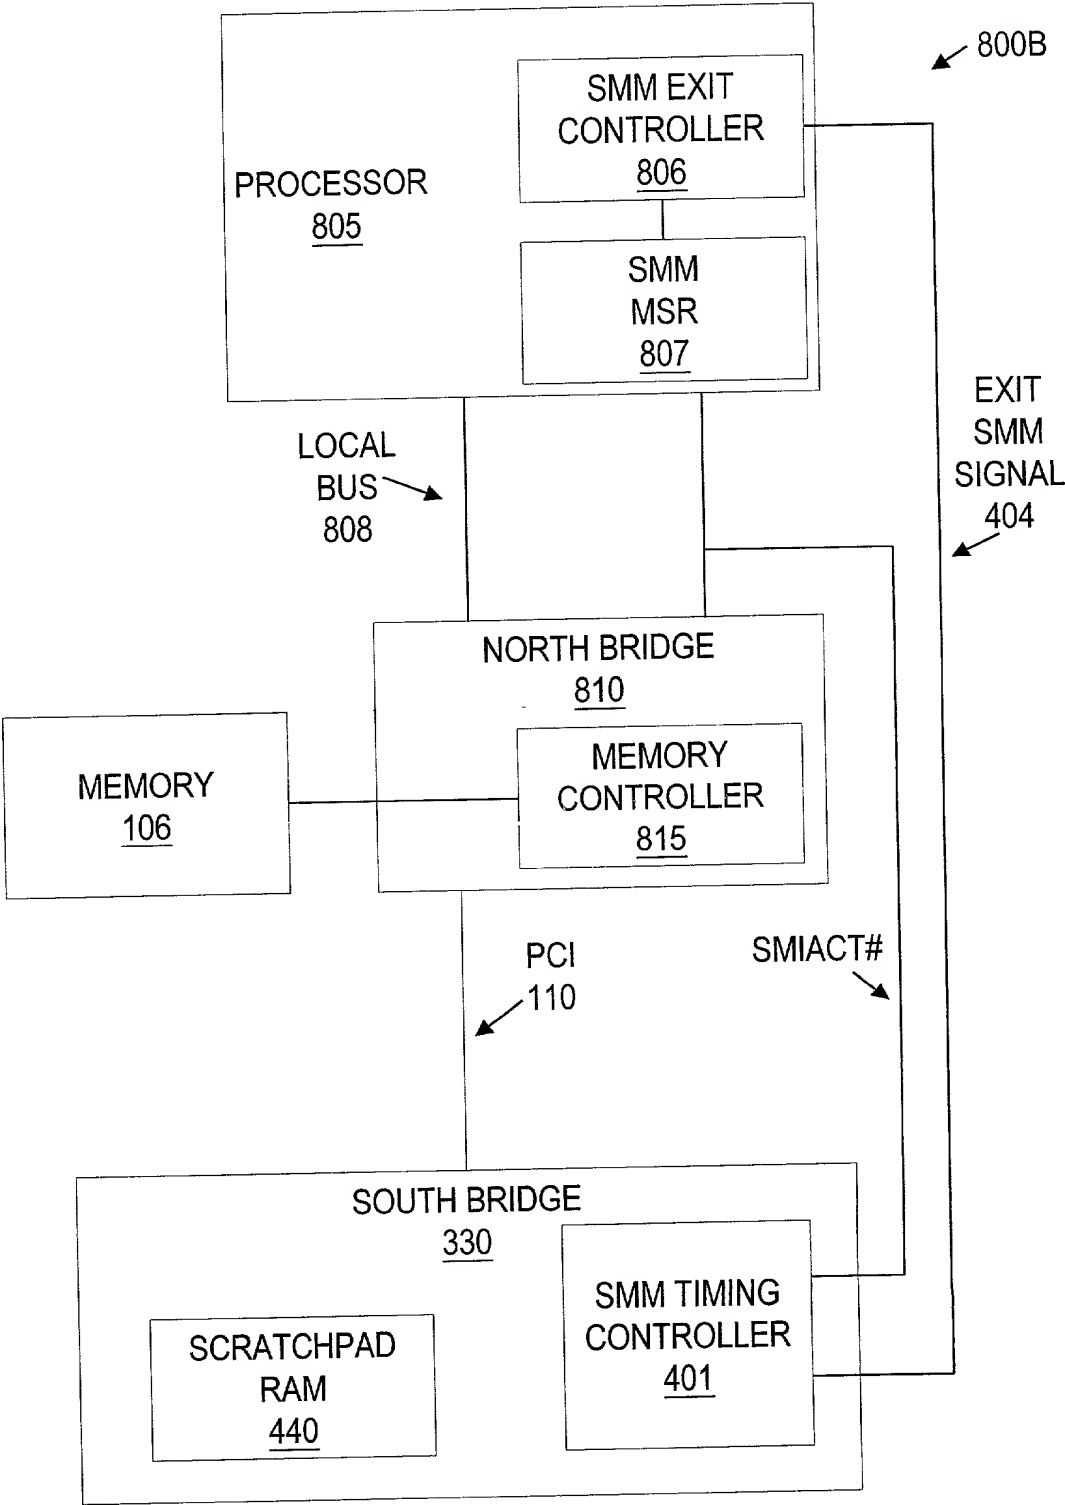 800B
SMM EXIT
CONTROLLER
806
PROCESSOR
805
SMM
MSR
807
EXIT
SMM
SIGNAL
404
LOCAL
BUS
808
NORTH BRIDGE
810
MEMORY
CONTROLLER
815
MEMORY
106
PCI
110
SMIACT#
SOUTH BRIDGE
330
SMM TIMING
CONTROLLER
401
SCRATCHPAD
RAM
440